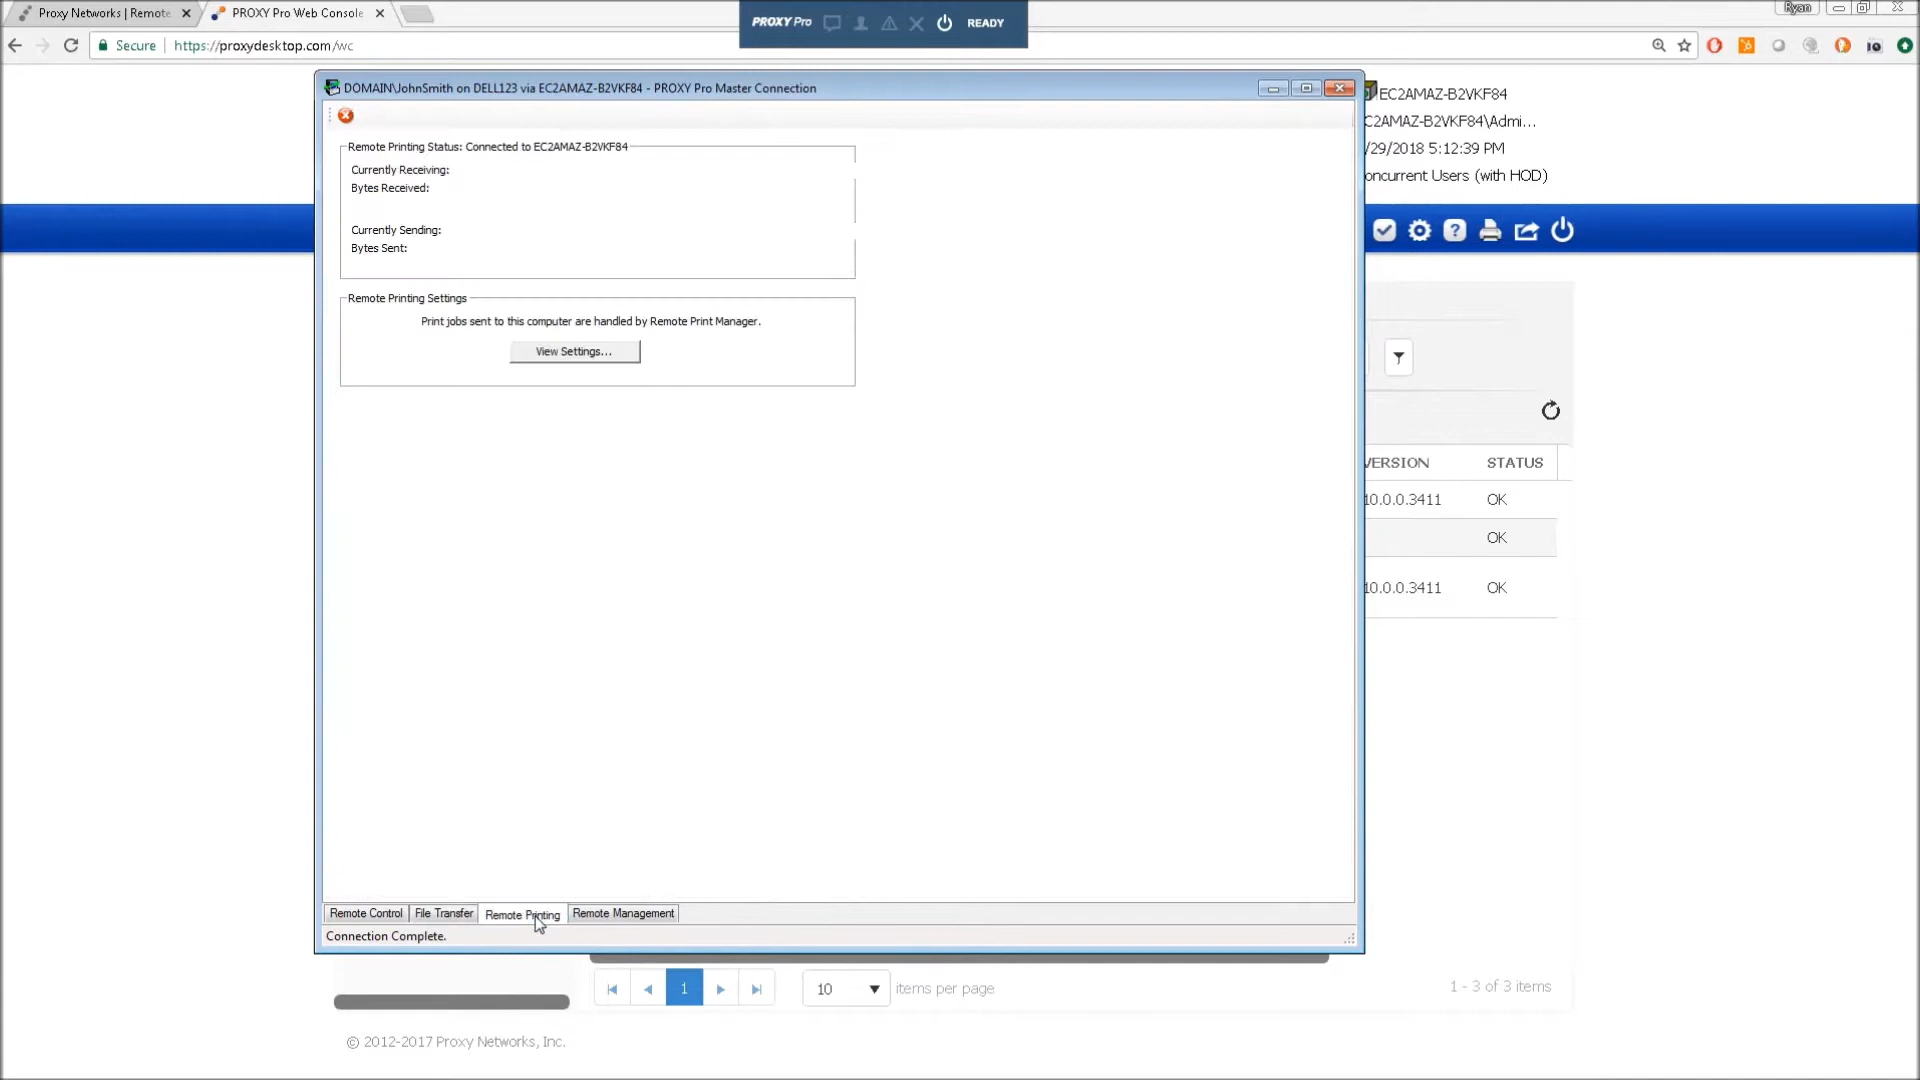 Proxy Networks | Remote
PROXY Pro Web Console
PROXY Pro
READY
Ryan
Secure
https://proxydesktop.com/wc
DOMAIN\JohnSmith on DELL123 via EC2AMAZ-B2VKF84 - PROXY Pro Master Connection
EC2AMAZ-B2VKF84
C2AMAZ-B2VKF84\Admi...
/29/2018 5:12:39 PM
oncurrent Users (with HOD)
Remote Printing Status: Connected to EC2AMAZ-B2VKF84
Currently Receiving:
Bytes Received:
Currently Sending:
Bytes Sent:
Remote Printing Settings
Print jobs sent to this computer are handled by Remote Print Manager.
View Settings...
VERSION STATUS
10.0.0.3411 OK
OK
10.0.0.3411 OK
Remote Control File Transfer Remote Printing Remote Management
Connection Complete.
1
10 items per page
1 - 3 of 3 items
© 2012-2017 Proxy Networks, Inc.